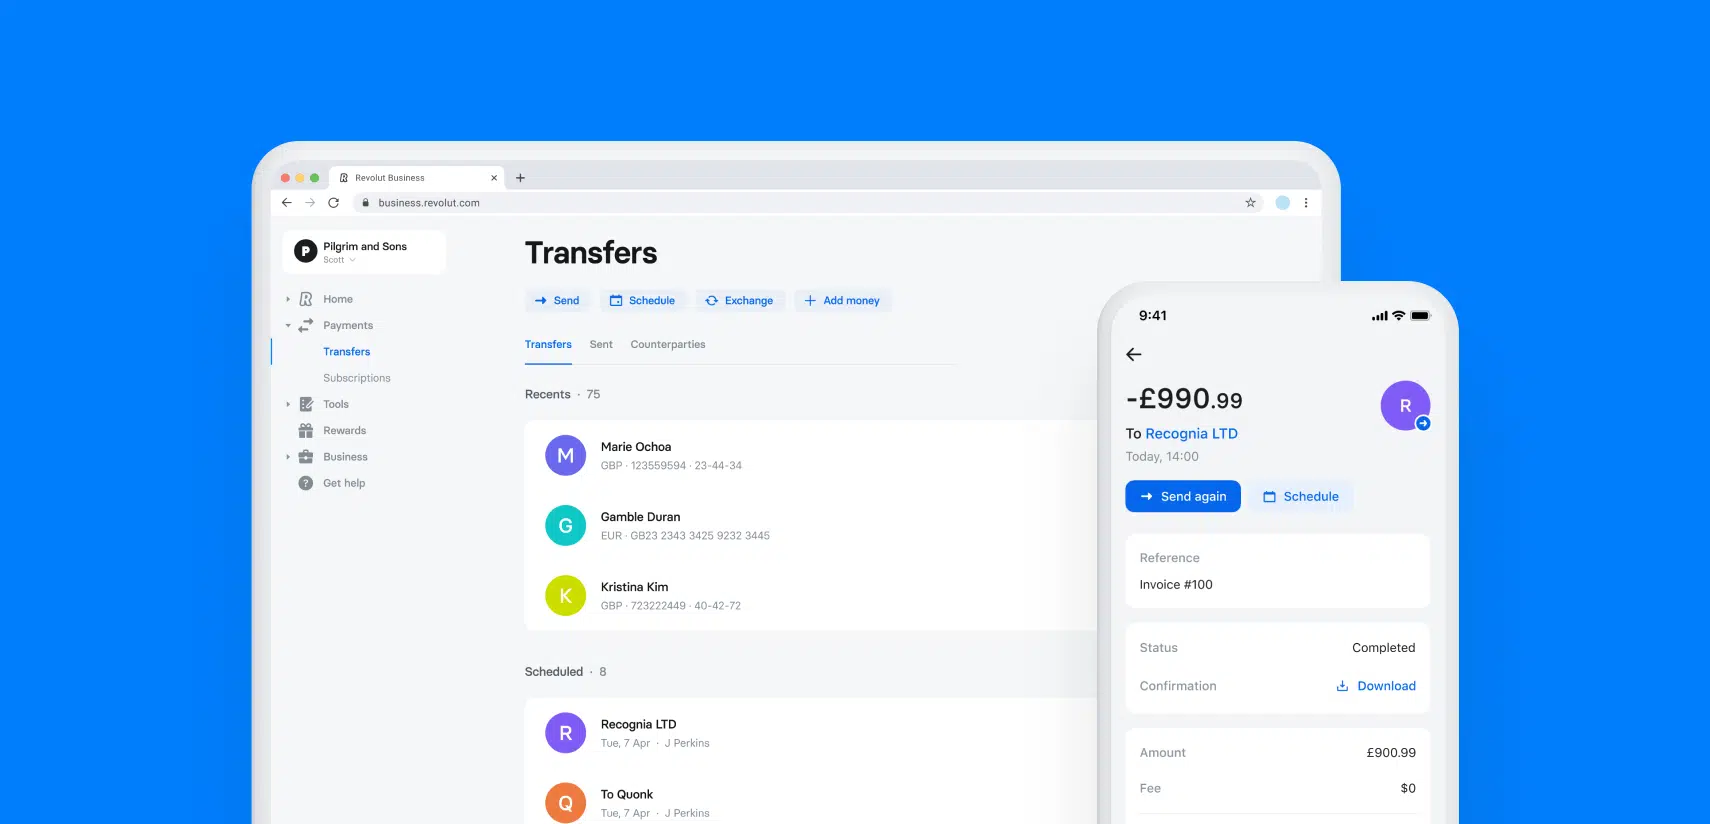 Revolut Business
business.revolut.com
P
Pilgrim and Sons
Scott
Home
Payments
Transfers
Subscriptions
Tools
Rewards
Business
? Get help
Transfers
Send
Schedule
Exchange
Add money
Transfers
Sent
Counterparties
Recents · 75
M
Marie Ochoa
GBP · 123559594 · 23-44-34
G
Gamble Duran
EUR · GB23 2343 3425 9232 3445
K
Kristina Kim
GBP · 723222449 · 40-42-72
Scheduled · 8
R
Recognia LTD
Tue, 7 Apr · J Perkins
Q
To Quonk
Tue, 7 Apr · J Perkins
9:41
-£990.99
R
To Recognia LTD
Today, 14:00
Send again
Schedule
Reference
Invoice #100
Status Completed
Confirmation Download
Amount £900.99
Fee $0